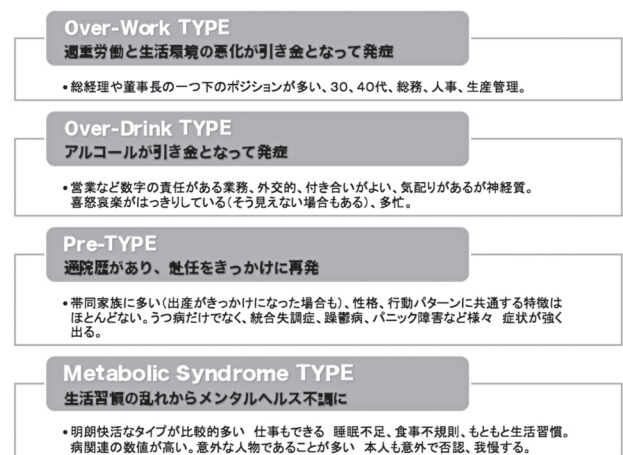 Over-Work TYPE
過重労働と生活環境の悪化が引き金となって発症
•総経理や董事長の一つ下のポジションが多い、30、40代、総務、人事、生産管理。
Over-Drink TYPE
アルコールが引き金となって発症
•営業など数字の責任がある業務、外交的、付き合いがよい、気配りがあるが神経質。
喜怒哀楽がはっきりしている(そう見えない場合もある)、多忙。
Pre-TYPE
通院歴があり、赴任をきっかけに再発
•帯同家族に多い(出産がきっかけになった場合も)、性格、行動パターンに共通する特徴は
ほとんどない。うつ病だけでなく、統合失調症、躁鬱病、パニック障害など様々 症状が強く
出る。
Metabolic Syndrome TYPE
生活習慣の乱れからメンタルヘルス不調に
•明朗快活なタイプが比較的多い 仕事もできる 睡眠不足、食事不規則、もともと生活習慣。
病関連の数値が高い。意外な人物であることが多い 本人も意外で否認、我慢する。